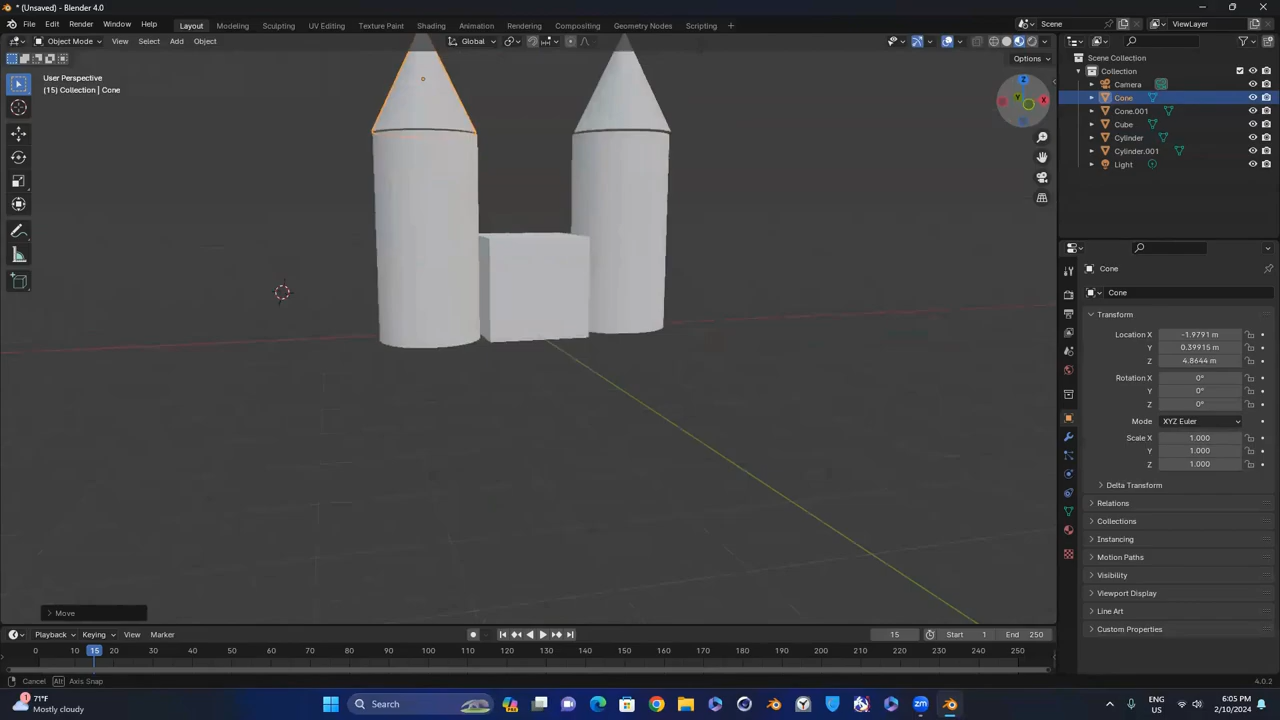 * (Unsaved) - Blender 4.0
File Edit Render Window Help Layout Modeling Sculpting UV Editing Texture Paint Shading Animation Rendering Compositing Geometry Nodes Scripting + Scene ViewLayer
Object Mode View Select Add Object Global
Options
User Perspective
(15) Collection | Cone
Z
Y
X
Scene Collection
Collection
Camera
Cone
Cone.001
Cube
Cylinder
Cylinder.001
Light
Cone
Cone
Transform
Location X -1.9791 m
Y 0.39915 m
Z 4.8644 m
Rotation X 0°
Y 0°
Z 0°
Mode XYZ Euler
Scale X 1.000
Y 1.000
Z 1.000
Delta Transform
Relations
Collections
Instancing
Motion Paths
Visibility
Viewport Display
Line Art
Custom Properties
Move
Playback Keying View Marker 15 Start 1 End 250
0 10 15 20 30 40 50 60 70 80 90 100 110 120 130 140 150 160 170 180 190 200 210 220 230 240 250
Cancel Alt Axis Snap 4.0.2
1 71°F
Mostly cloudy
Search
zm
ENG
US
6:05 PM
2/10/2024